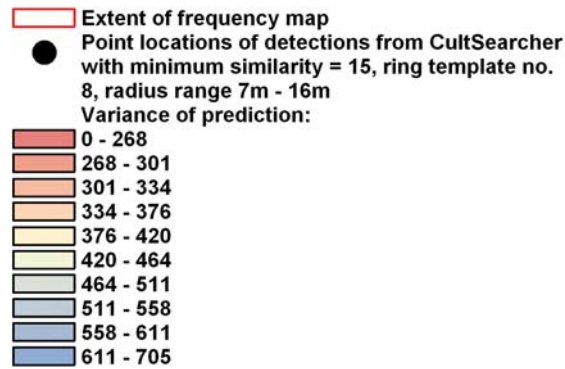 Extent of frequency map
Point locations of detections from CultSearcher
with minimum similarity = 15, ring template no.
8, radius range 7m - 16m
Variance of prediction:
0 - 268
268 - 301
301 - 334
334 - 376
376 - 420
420 - 464
464 - 511
511 - 558
558 - 611
611 - 705